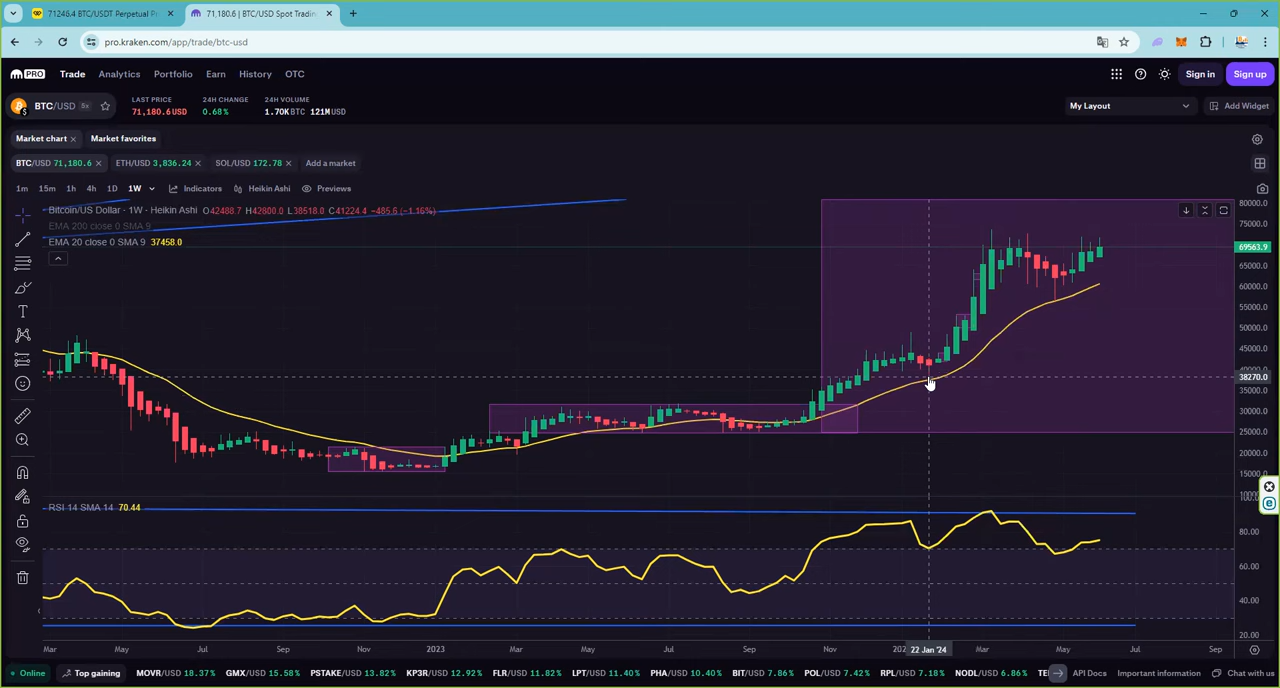 71246.4 BTC/USDT Perpetual P
71,180.6 | BTC/USD Spot Tradin
pro.kraken.com/app/trade/btc-usd
PRO Trade Analytics Portfolio Earn History OTC Sign in Sign up
BTC/USD 5x LAST PRICE 24H CHANGE 24H VOLUME My Layout Add Widget
71,180.6 USD 0.68% 1.70K BTC 121M USD
Market chart Market favorites
BTC/USD 71,180.6 ETH/USD 3,836.24 SOL/USD 172.78 Add a market
1m 15m 1h 4h 1D 1W Indicators Heikin Ashi Previews
Bitcoin/US Dollar · 1W · Heikin Ashi O42488.7 H42800.0 L38518.0 C41224.4 −485.6 (−1.16%)
EMA 200 close 0 SMA 9
EMA 20 close 0 SMA 9 37458.0
80000.0
75000.0
69563.9
65000.0
60000.0
55000.0
50000.0
45000.0
38270.0
35000.0
30000.0
25000.0
20000.0
15000.0
RSI 14 SMA 14 70.44
80.00
60.00
40.00
20.00
Mar May Jul Sep Nov 2023 Mar May Jul Sep Nov 22 Jan '24 Mar May Jul Sep
Online Top gaining MOVR/USD 18.37% GMX/USD 15.58% PSTAKE/USD 13.82% KP3R/USD 12.92% FLR/USD 11.82% LPT/USD 11.40% PHA/USD 10.40% BIT/USD 7.86% POL/USD 7.42% RPL/USD 7.18% NODL/USD 6.86% API Docs Important information Chat with us